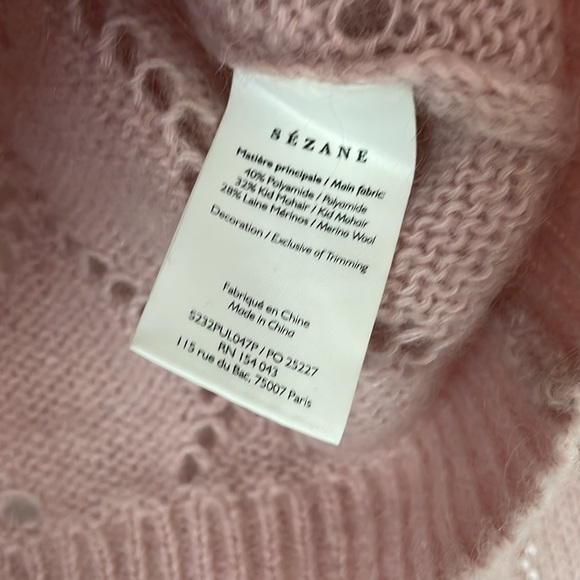 SÉZANE
Matière principale / Main fabric
40% Polyamide / Polyamide
32% Kid Mohair / Kid Mohair
28% Laine Mérinos / Merino Wool
Decoration / Exclusive of Trimming
Fabriqué en Chine
Made in China
5232PUL047P / PO 25227
RN 154 043
115 rue du Bac, 75007 Paris